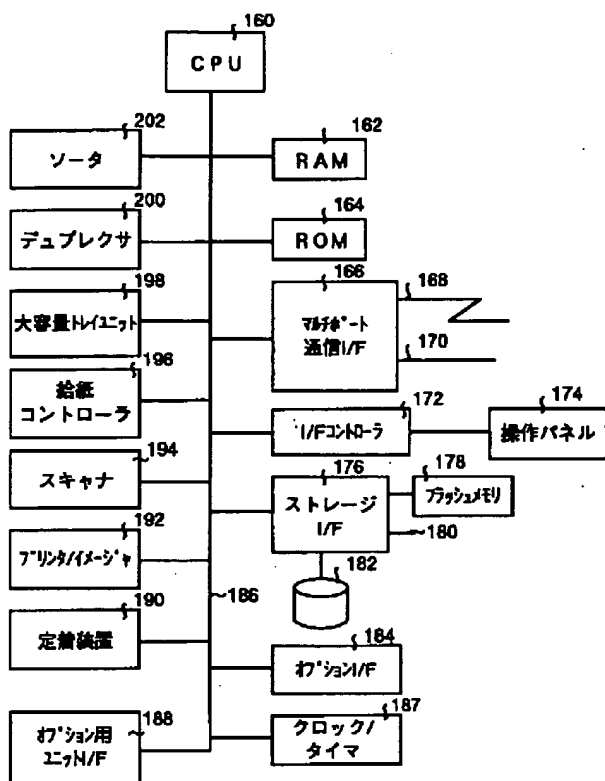 160
CPU
202
ソータ
162
RAM
200
デュプレクサ
164
ROM
198
大容量トレイユニット
166
マルチポート
通信I/F
168
170
196
給紙
コントローラ
172
I/Fコントローラ
174
操作パネル
194
スキャナ
176
ストレージ
I/F
178
フラッシュメモリ
180
192
プリンタ/イメージャ
182
186
190
定着装置
184
オプションI/F
188
オプション用
ユニットI/F
187
クロック/
タイマ